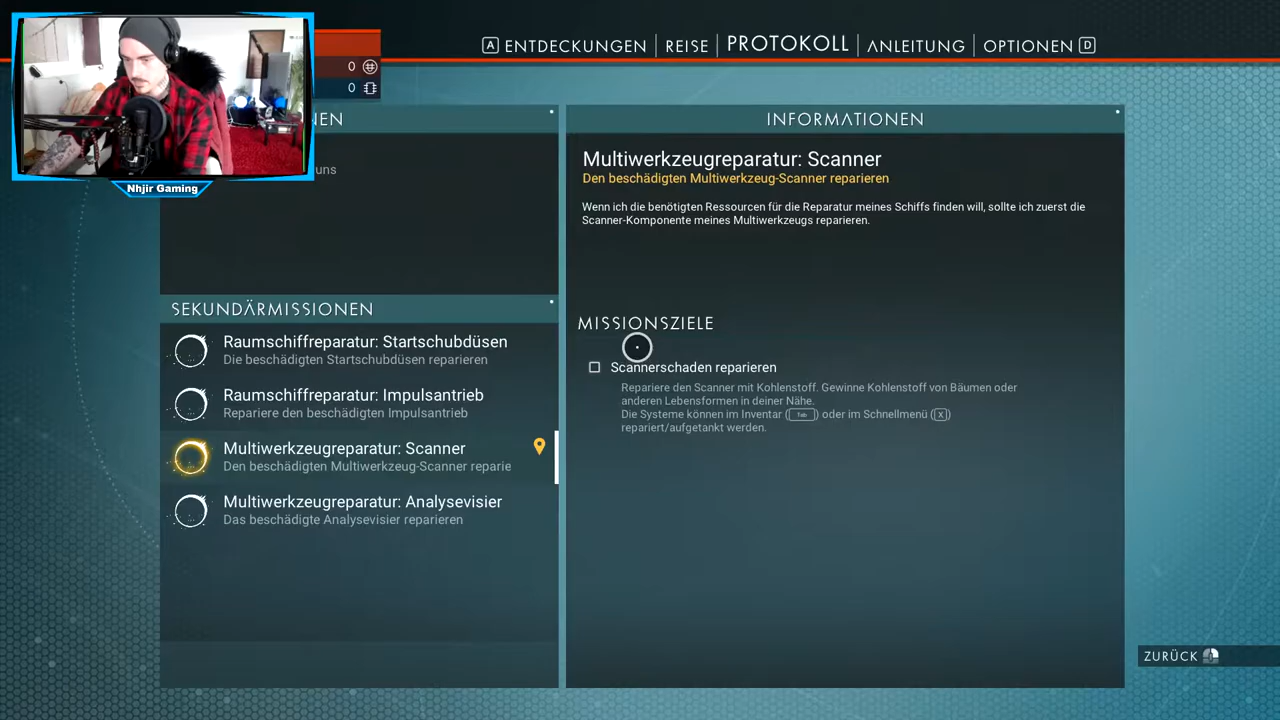 A ENTDECKUNGEN REISE PROTOKOLL ANLEITUNG OPTIONEN D
0
0
Nhjir Gaming
NEN
uns
SEKUNDÄRMISSIONEN
Raumschiffreparatur: Startschubdüsen
Die beschädigten Startschubdüsen reparieren
Raumschiffreparatur: Impulsantrieb
Repariere den beschädigten Impulsantrieb
Multiwerkzeugreparatur: Scanner
Den beschädigten Multiwerkzeug-Scanner reparie
Multiwerkzeugreparatur: Analysevisier
Das beschädigte Analysevisier reparieren
INFORMATIONEN
Multiwerkzeugreparatur: Scanner
Den beschädigten Multiwerkzeug-Scanner reparieren
Wenn ich die benötigten Ressourcen für die Reparatur meines Schiffs finden will, sollte ich zuerst die
Scanner-Komponente meines Multiwerkzeugs reparieren.
MISSIONSZIELE
Scannerschaden reparieren
Repariere den Scanner mit Kohlenstoff. Gewinne Kohlenstoff von Bäumen oder
anderen Lebensformen in deiner Nähe.
Die Systeme können im Inventar (Tab) oder im Schnellmenü (X)
repariert/aufgetankt werden.
ZURÜCK